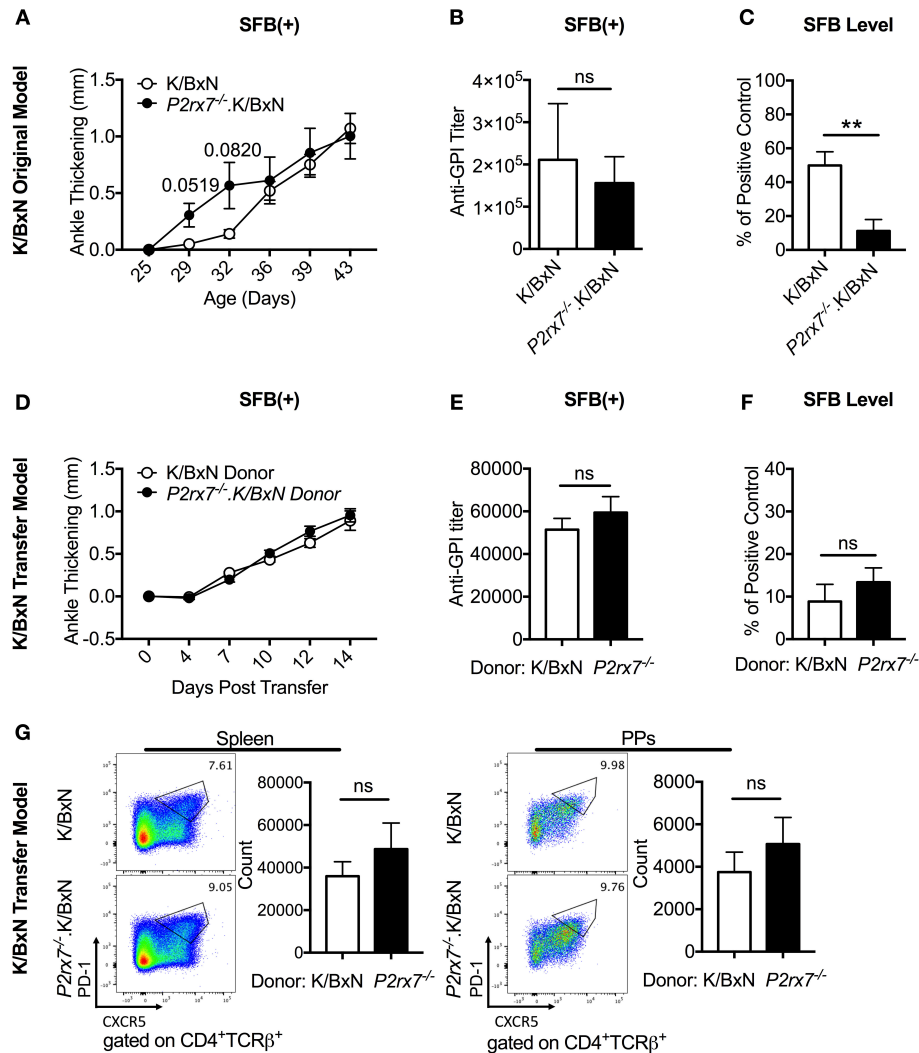 A
SFB(+)
K/BxN Original Model
Ankle Thickening (mm)
K/BxN
P2rx7-/-.K/BxN
1.5
1.0
0.5
0.0
0.0519
0.0820
25 29 32 36 39 43
Age (Days)
B
SFB(+)
Anti-GPI Titer
4×10⁵
3×10⁵
2×10⁵
1×10⁵
0
ns
K/BxN
P2rx7-/-.K/BxN
C
SFB Level
% of Positive Control
100
80
60
40
20
0
**
K/BxN
P2rx7-/-.K/BxN
D
SFB(+)
K/BxN Transfer Model
Ankle Thickening (mm)
K/BxN Donor
P2rx7-/-.K/BxN Donor
1.5
1.0
0.5
0.0
-0.5
0 4 7 10 12 14
Days Post Transfer
E
SFB(+)
Anti-GPI titer
80000
60000
40000
20000
0
ns
Donor: K/BxN P2rx7-/-
F
SFB Level
% of Positive Control
40
30
20
10
0
ns
Donor: K/BxN P2rx7-/-
G
K/BxN Transfer Model
Spleen
K/BxN
7.61
P2rx7-/-.K/BxN
9.05
PD-1
CXCR5
gated on CD4⁺TCRβ⁺
Count
80000
60000
40000
20000
0
ns
Donor: K/BxN P2rx7-/-
PPs
K/BxN
9.98
P2rx7-/-.K/BxN
9.76
PD-1
CXCR5
gated on CD4⁺TCRβ⁺
Count
8000
6000
4000
2000
0
ns
Donor: K/BxN P2rx7-/-